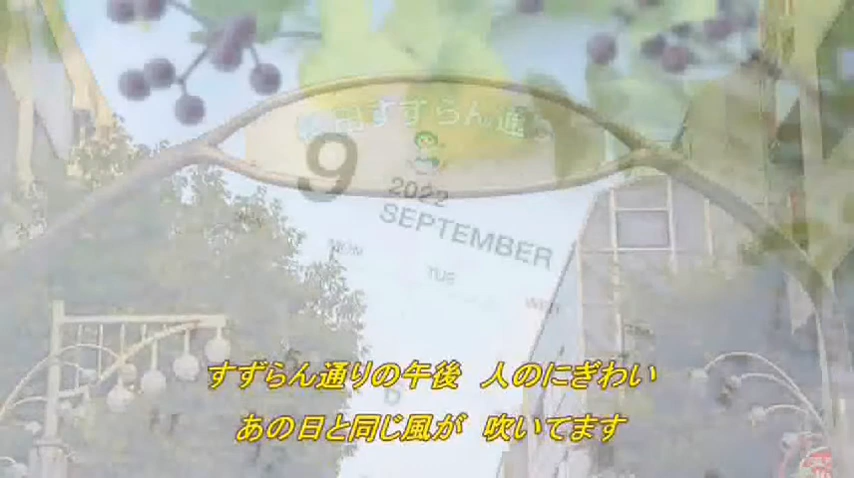 すずらん通り
9
2022
SEPTEMBER
MON
TUE
WED
すずらん通りの午後 人のにぎわい
あの日と同じ風が 吹いてます